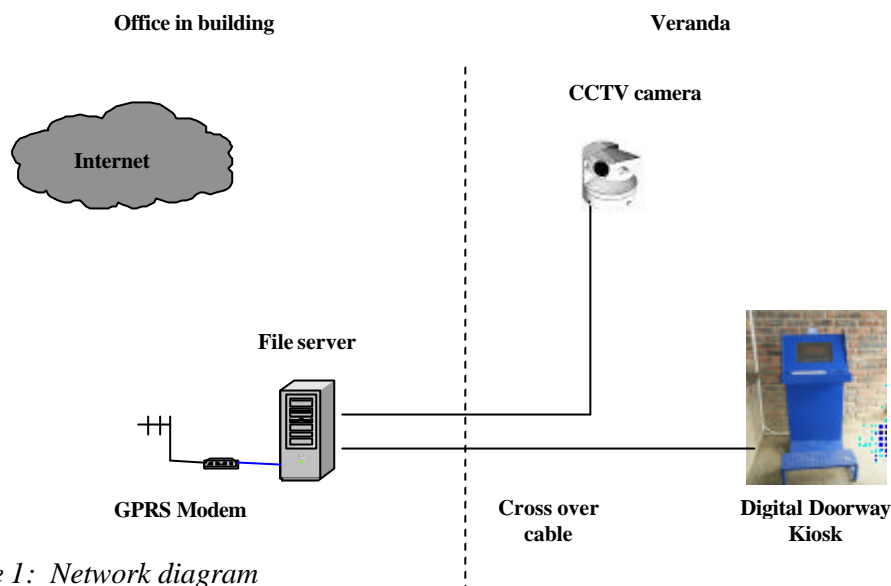 Office in building
Veranda
CCTV camera
Internet
File server
GPRS Modem
Cross over
cable
Digital Doorway
Kiosk
1: Network diagram